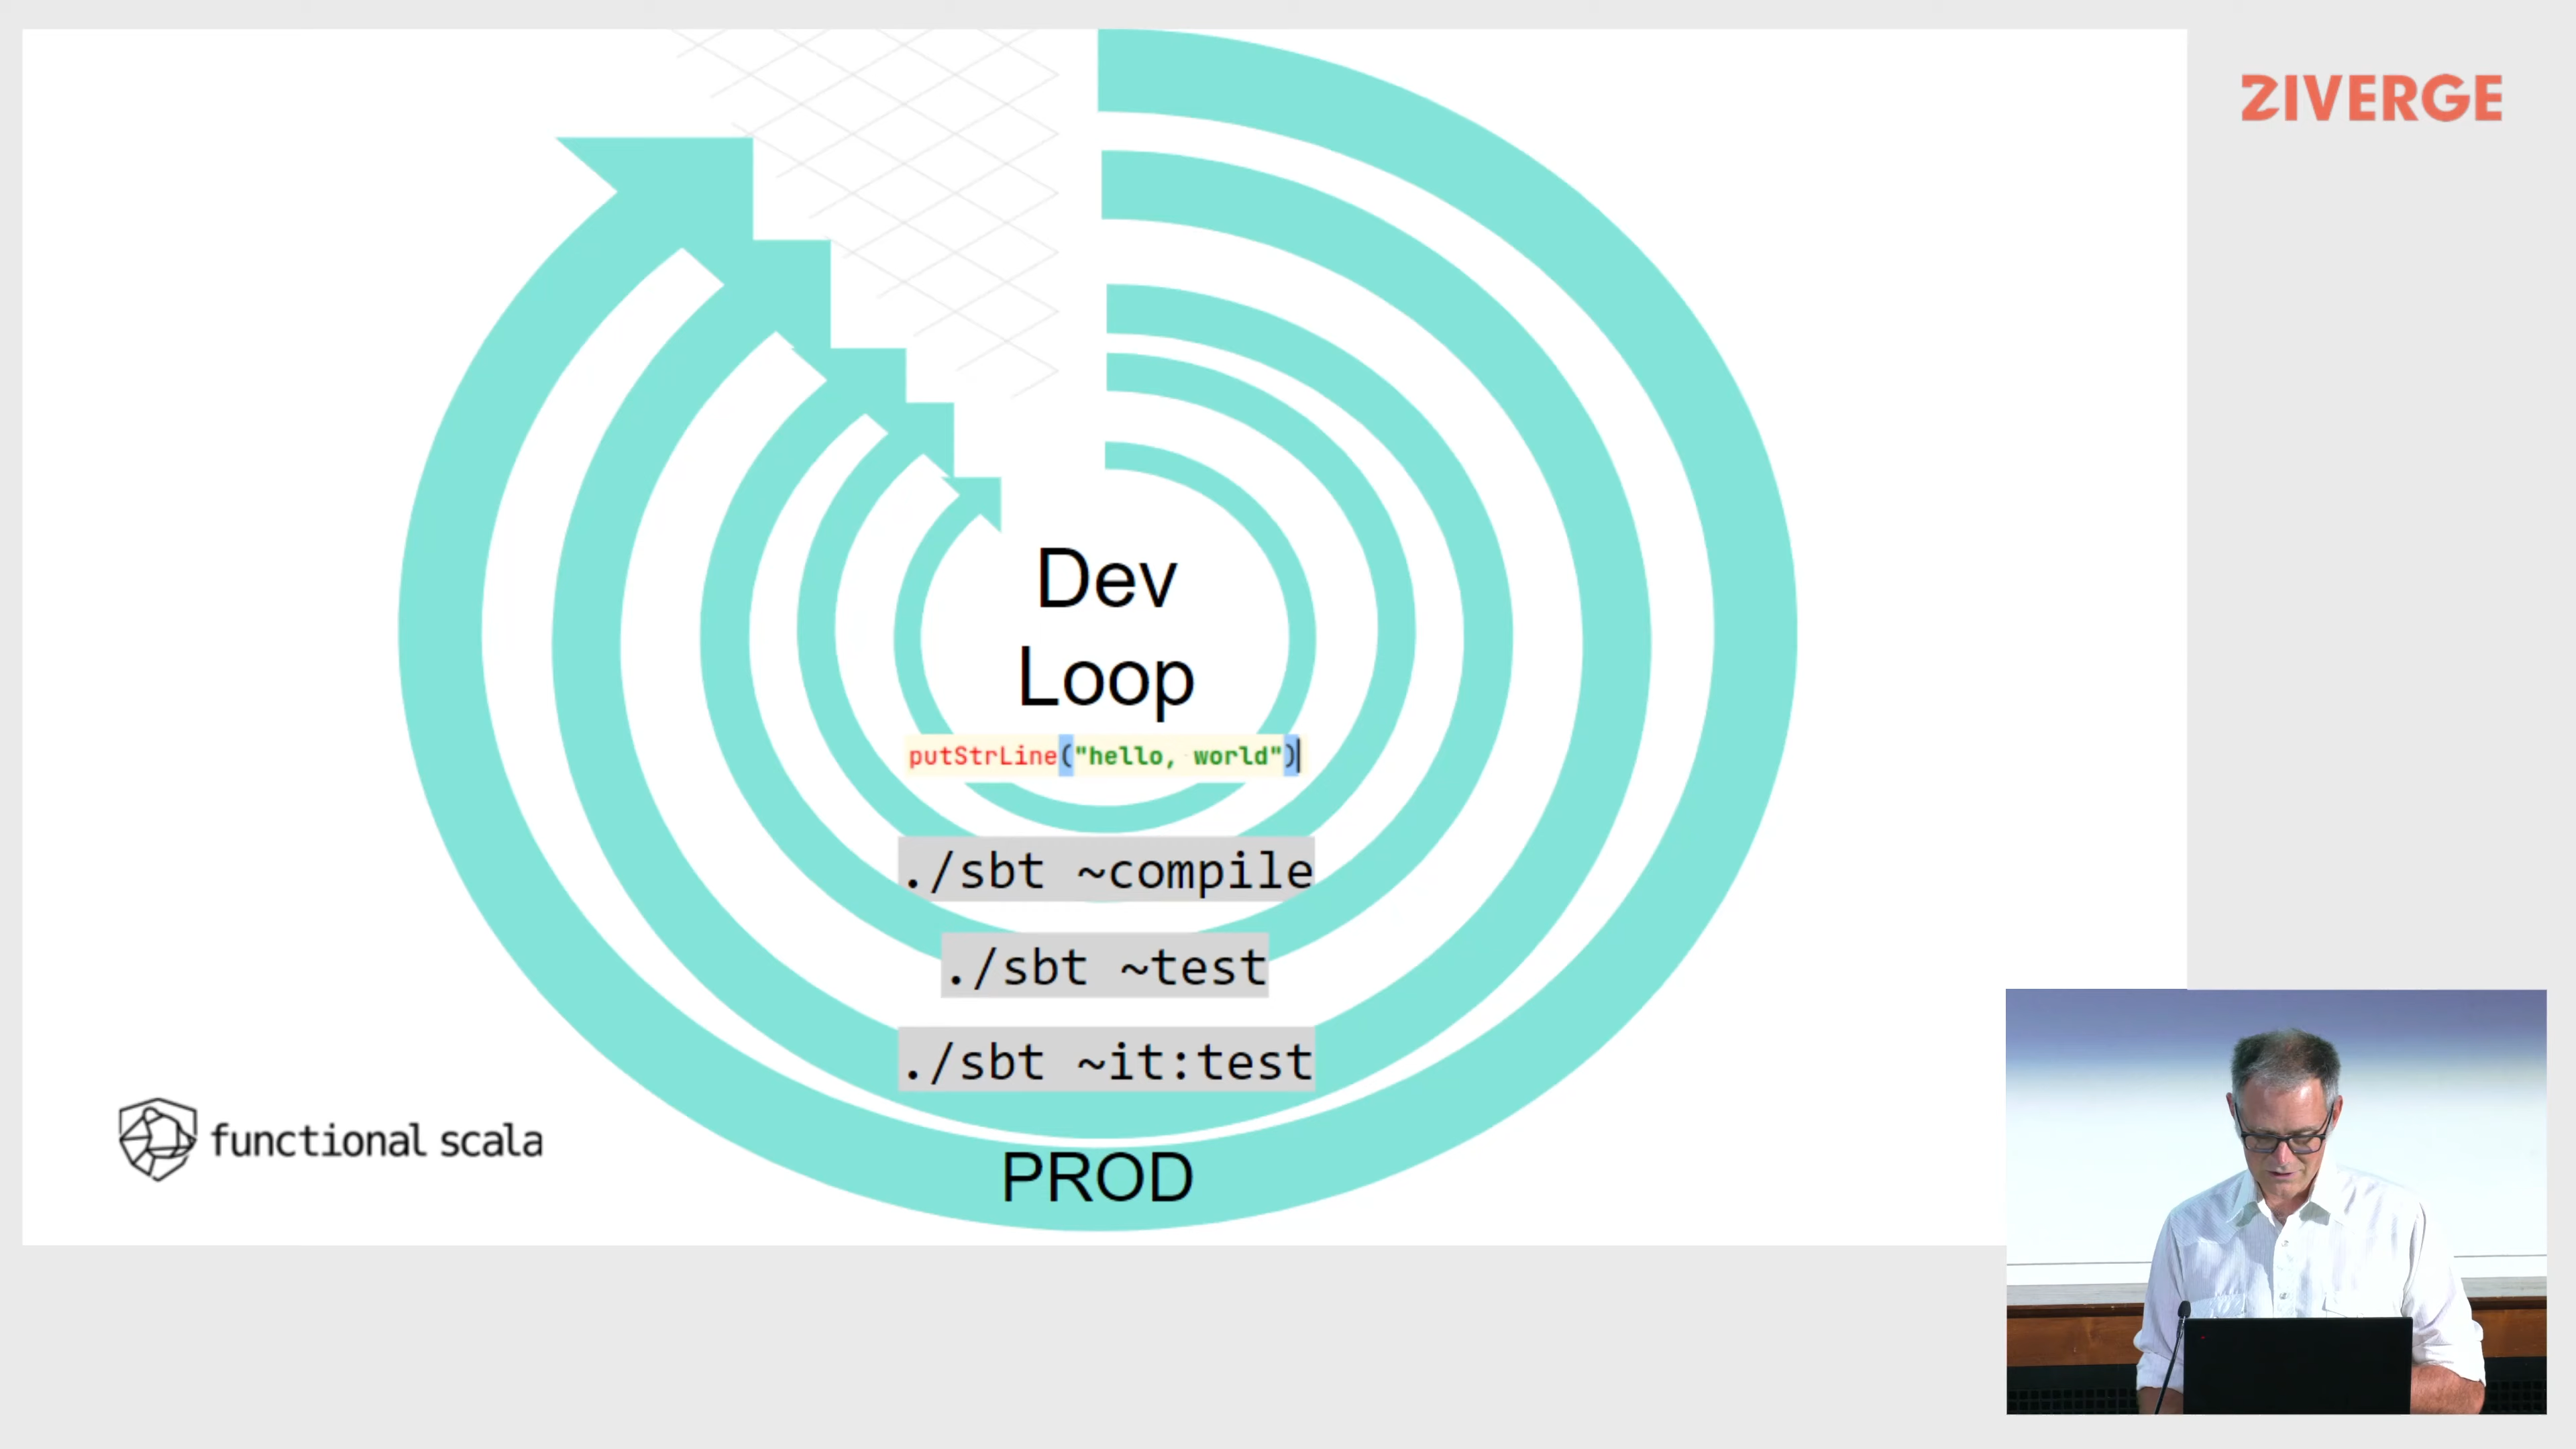 ZIVERGE
Dev
Loop
putStrLine("hello, world")
./sbt ~compile
./sbt ~test
./sbt ~it:test
PROD
functional scala